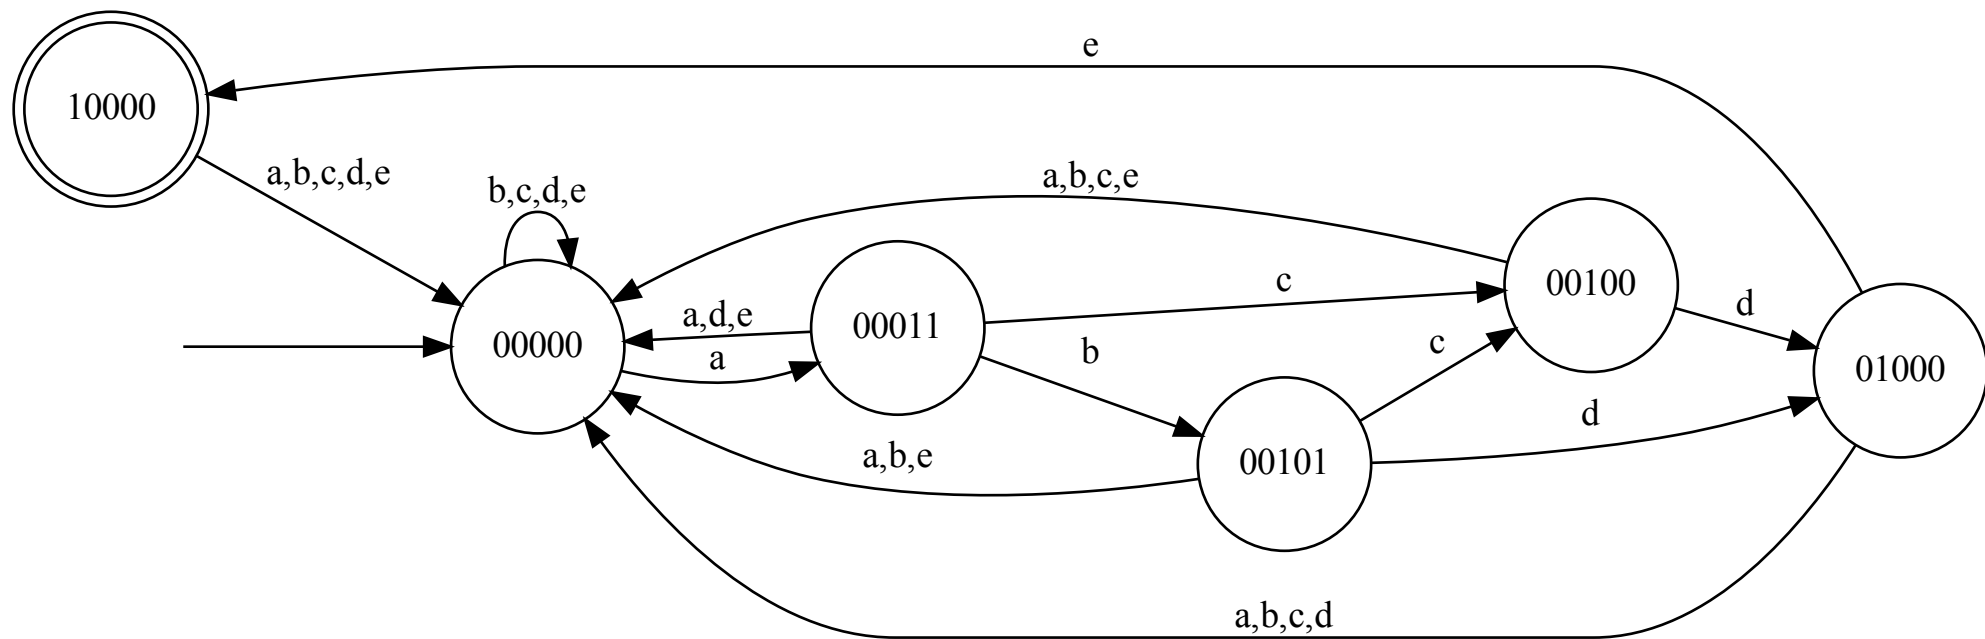 e
10000
a,b,c,d,e
b,c,d,e
a,b,c,e
00000
a,d,e
a
00011
c
b
00100
d
01000
c
00101
d
a,b,e
a,b,c,d